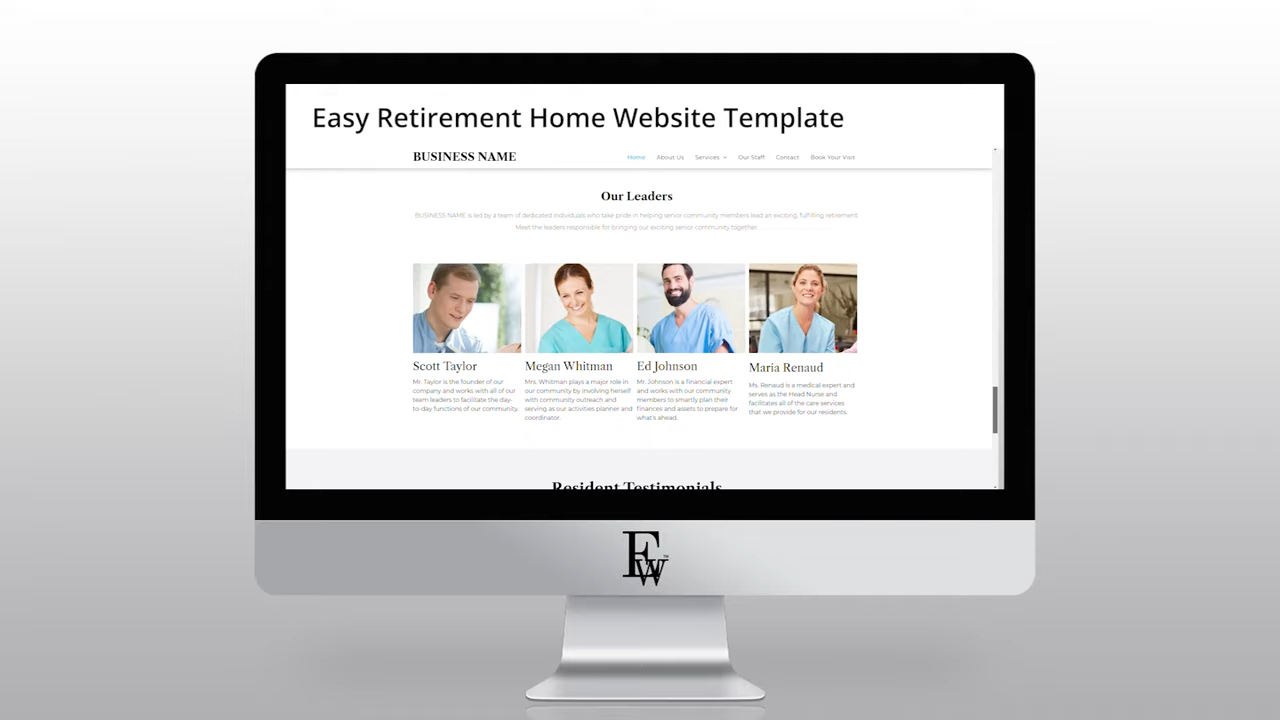 Easy Retirement Home Website Template
BUSINESS NAME
Home About Us Services Our Staff Contact Book Your Visit
Our Leaders
BUSINESS NAME is led by a team of dedicated individuals who take pride in helping senior community members lead an exciting, fulfilling retirement.
Meet the leaders responsible for bringing our exciting senior community together.
Scott Taylor
Mr. Taylor is the founder of our
company and works with all of our
team leaders to facilitate the day-
to-day functions of our community.
Megan Whitman
Mrs. Whitman plays a major role in
our community by involving herself
with community outreach and
serving as our activities planner and
coordinator.
Ed Johnson
Mr. Johnson is a financial expert
and works with our community
members to smartly plan their
finances and assets to prepare for
what's ahead.
Maria Renaud
Ms. Renaud is a medical expert and
serves as the Head Nurse and
facilitates all of the care services
that we provide for our residents.
Resident Testimonials
EW™